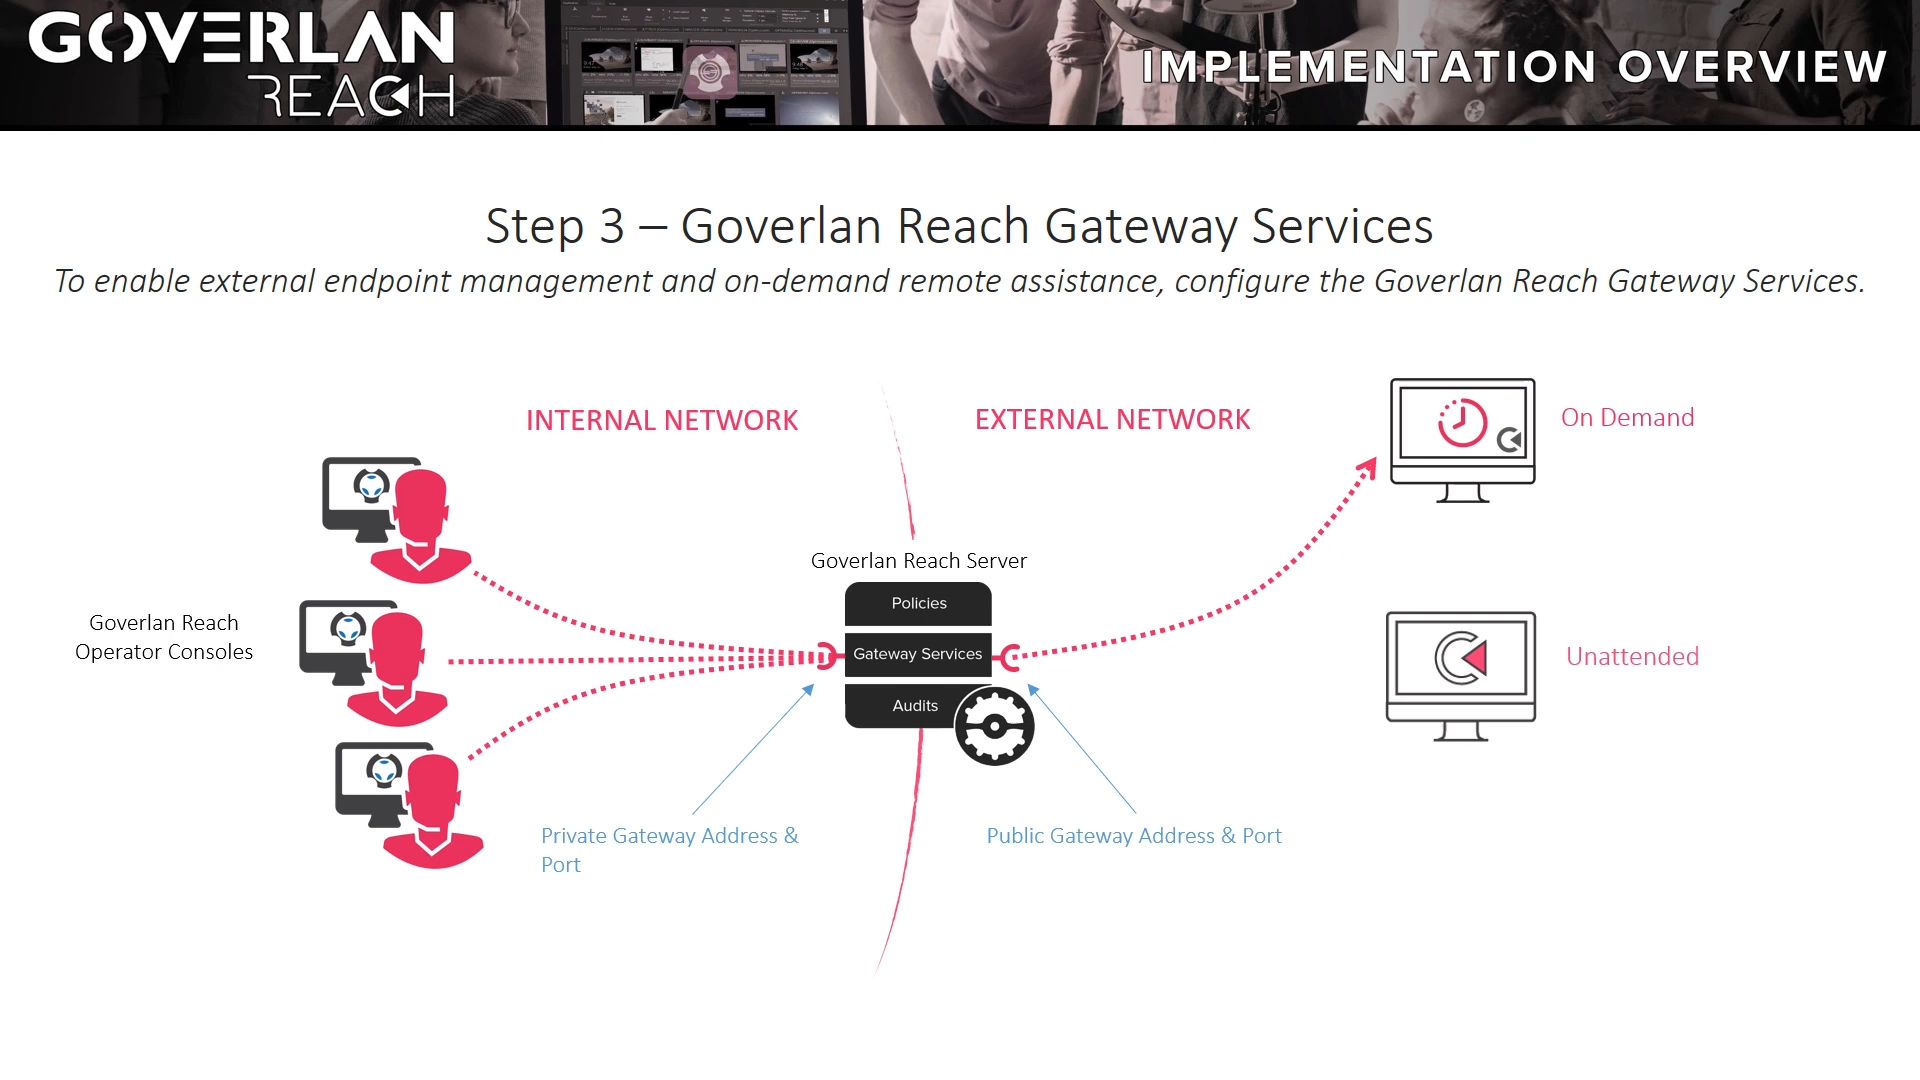 GOVERLAN
REACH
IMPLEMENTATION OVERVIEW
Step 3 – Goverlan Reach Gateway Services
To enable external endpoint management and on-demand remote assistance, configure the Goverlan Reach Gateway Services.
INTERNAL NETWORK
EXTERNAL NETWORK
On Demand
Goverlan Reach Server
Policies
Gateway Services
Audits
Goverlan Reach
Operator Consoles
Unattended
Private Gateway Address &
Port
Public Gateway Address & Port